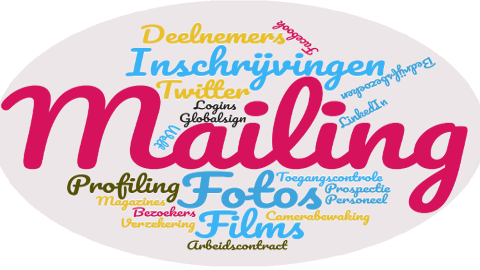 Deelnemers
Facebook
Inschrijvingen
Bedrijfsbezoeken
Twitter
Logins
LinkedIn
Globalsign
Welt
Mailing
Profiling
Fotos
Toegangscontrole
Prospectie
Magazines
Personeel
Bezoekers
Films
Camerabewaking
Verzekering
Arbeidscontract